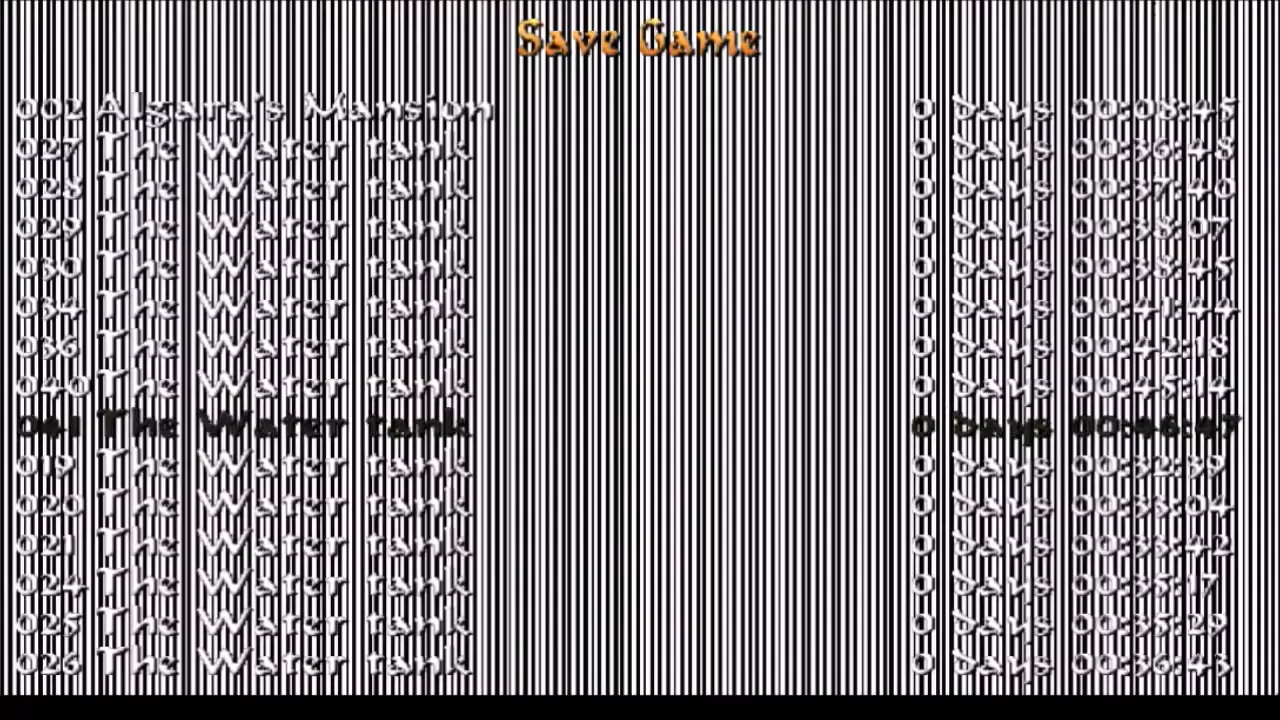 Save Game
002 Algara's Mansion 0 Days 00:08:45
027 The Water tank 0 Days 00:36:48
028 The Water tank 0 Days 00:37:40
029 The Water tank 0 Days 00:38:07
030 The Water tank 0 Days 00:38:45
034 The Water tank 0 Days 00:41:44
036 The Water tank 0 Days 00:42:18
040 The Water tank 0 Days 00:45:14
041 The Water tank 0 Days 00:46:47
019 The Water tank 0 Days 00:32:39
020 The Water tank 0 Days 00:33:04
021 The Water tank 0 Days 00:33:42
024 The Water tank 0 Days 00:35:17
025 The Water tank 0 Days 00:35:29
026 The Water tank 0 Days 00:36:43